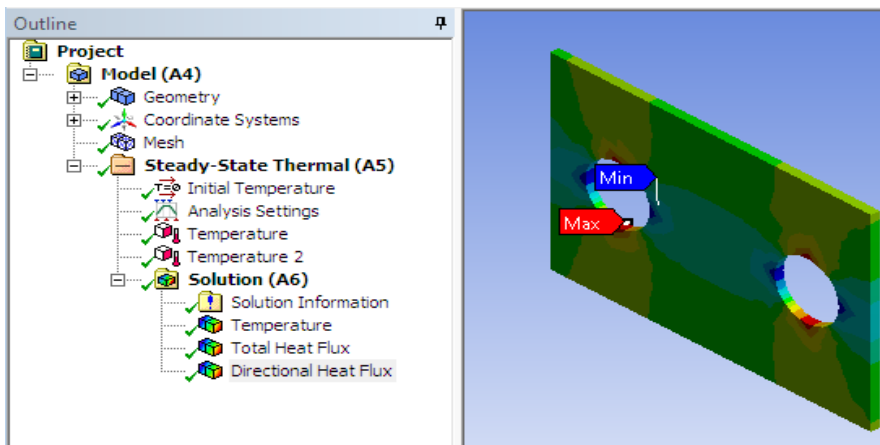 Outline
Project
Model (A4)
Geometry
Coordinate Systems
Mesh
Steady-State Thermal (A5)
T=0 Initial Temperature
Analysis Settings
Temperature
Temperature 2
Solution (A6)
Solution Information
Temperature
Total Heat Flux
Directional Heat Flux
Min
Max